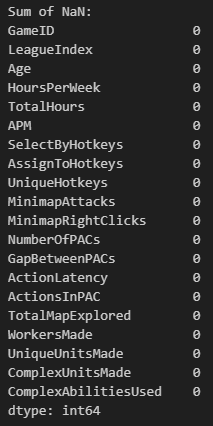 Sum of NaN:
GameID 0
LeagueIndex 0
Age 0
HoursPerWeek 0
TotalHours 0
APM 0
SelectByHotkeys 0
AssignToHotkeys 0
UniqueHotkeys 0
MinimapAttacks 0
MinimapRightClicks 0
NumberOfPACs 0
GapBetweenPACs 0
ActionLatency 0
ActionsInPAC 0
TotalMapExplored 0
WorkersMade 0
UniqueUnitsMade 0
ComplexUnitsMade 0
ComplexAbilitiesUsed 0
dtype: int64